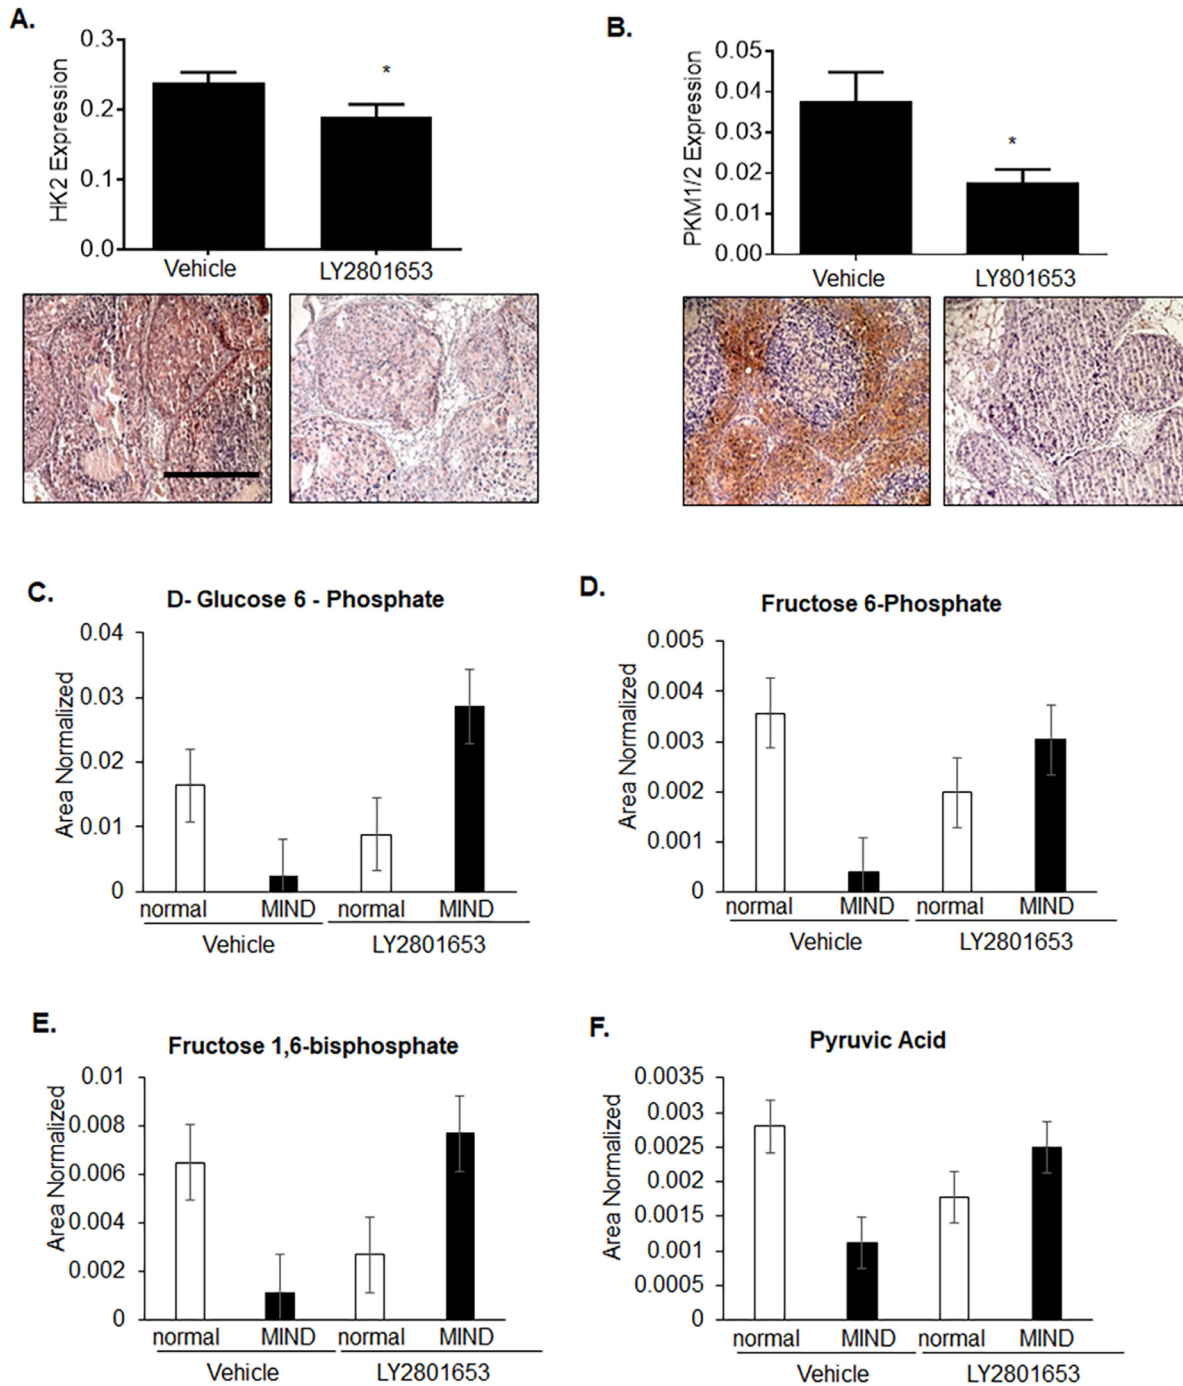 A.
HK2 Expression
0.3
0.2
0.1
0.0
*
Vehicle LY2801653
B.
PKM1/2 Expression
0.05
0.04
0.03
0.02
0.01
0.00
*
Vehicle LY801653
C.
D- Glucose 6 - Phosphate
Area Normalized
0.04
0.03
0.02
0.01
0
normal MIND normal MIND
Vehicle LY2801653
D.
Fructose 6-Phosphate
Area Normalized
0.005
0.004
0.003
0.002
0.001
0
normal MIND normal MIND
Vehicle LY2801653
E.
Fructose 1,6-bisphosphate
Area Normalized
0.01
0.008
0.006
0.004
0.002
0
normal MIND normal MIND
Vehicle LY2801653
F.
Pyruvic Acid
Area Normalized
0.0035
0.003
0.0025
0.002
0.0015
0.001
0.0005
0
normal MIND normal MIND
Vehicle LY2801653